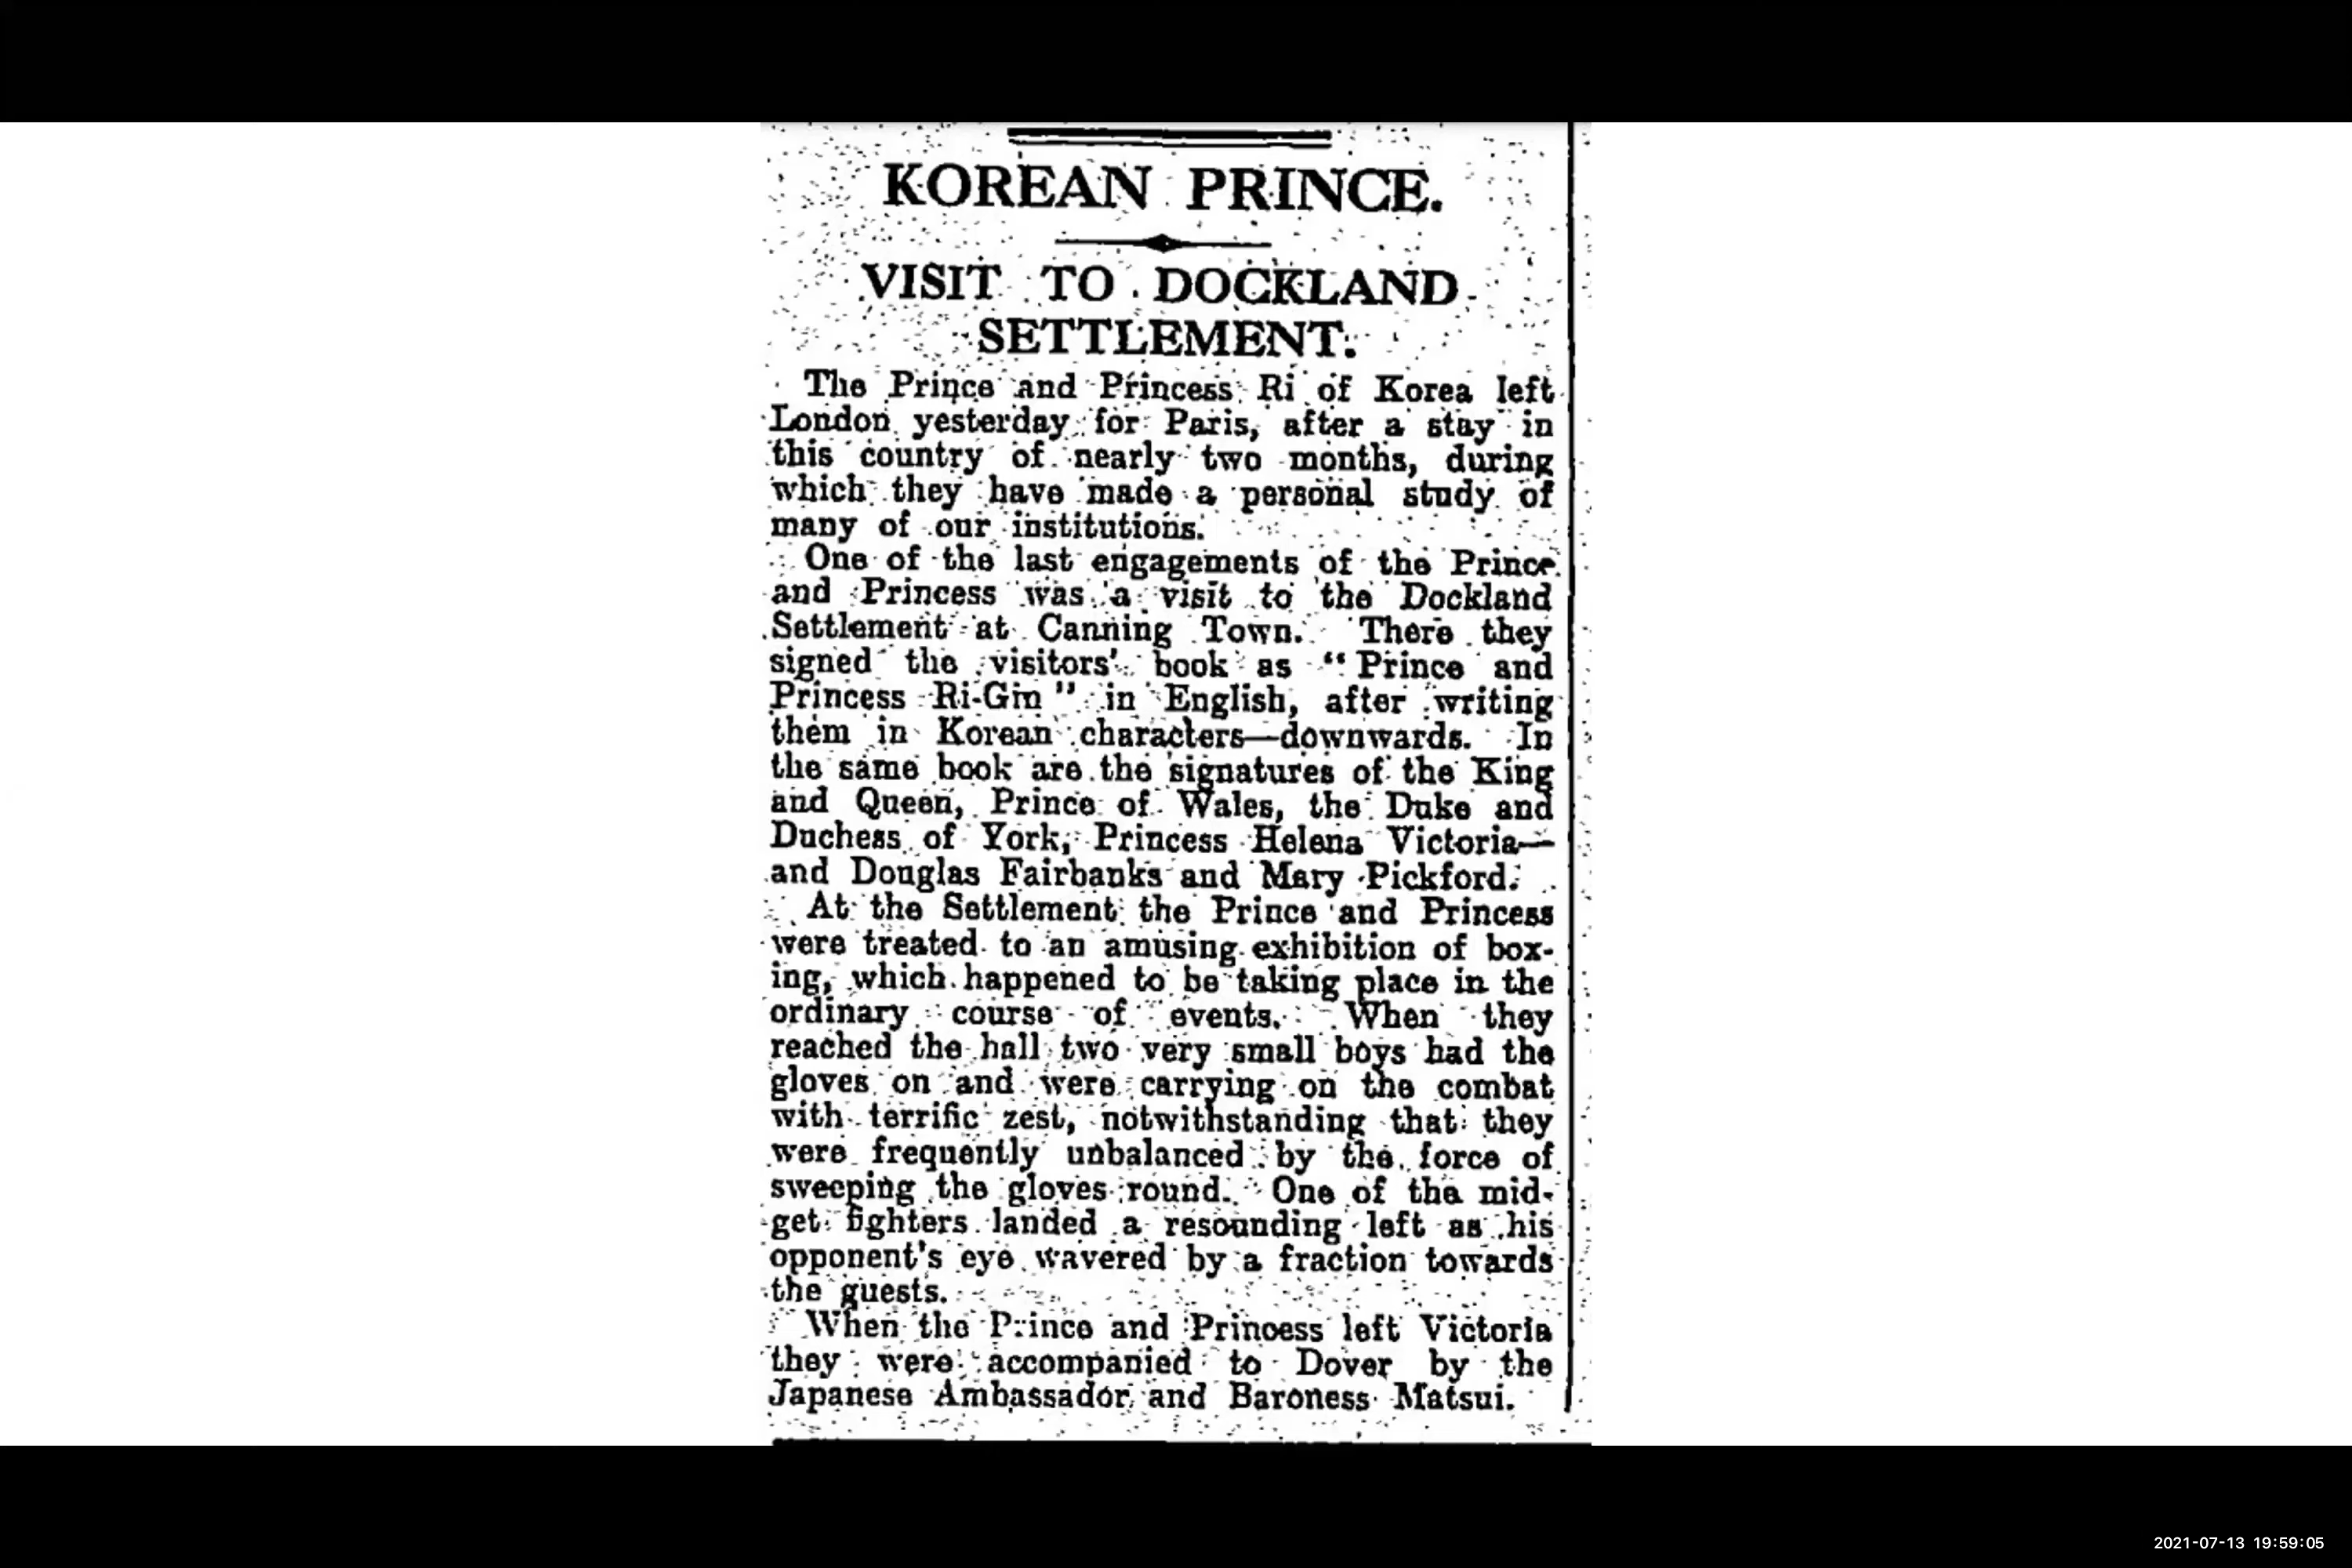 KOREAN PRINCE.
VISIT TO DOCKLAND
SETTLEMENT.
The Prince and Princess Ri of Korea left
London yesterday for Paris, after a stay in
this country of nearly two months, during
which they have made a personal study of
many of our institutions.
One of the last engagements of the Prince
and Princess was a visit to the Dockland
Settlement at Canning Town. There they
signed the visitors' book as "Prince and
Princess Ri-Gin" in English, after writing
them in Korean characters—downwards. In
the same book are the signatures of the King
and Queen, Prince of Wales, the Duke and
Duchess of York, Princess Helena Victoria—
and Douglas Fairbanks and Mary Pickford.
At the Settlement the Prince and Princess
were treated to an amusing exhibition of box-
ing, which happened to be taking place in the
ordinary course of events. When they
reached the hall two very small boys had the
gloves on and were carrying on the combat
with terrific zest, notwithstanding that they
were frequently unbalanced by the force of
sweeping the gloves round. One of the mid-
get fighters landed a resounding left as his
opponent's eye wavered by a fraction towards
the guests.
When the Prince and Princess left Victoria
they were accompanied to Dover by the
Japanese Ambassador and Baroness Matsui.
2021-07-13 19:59:05